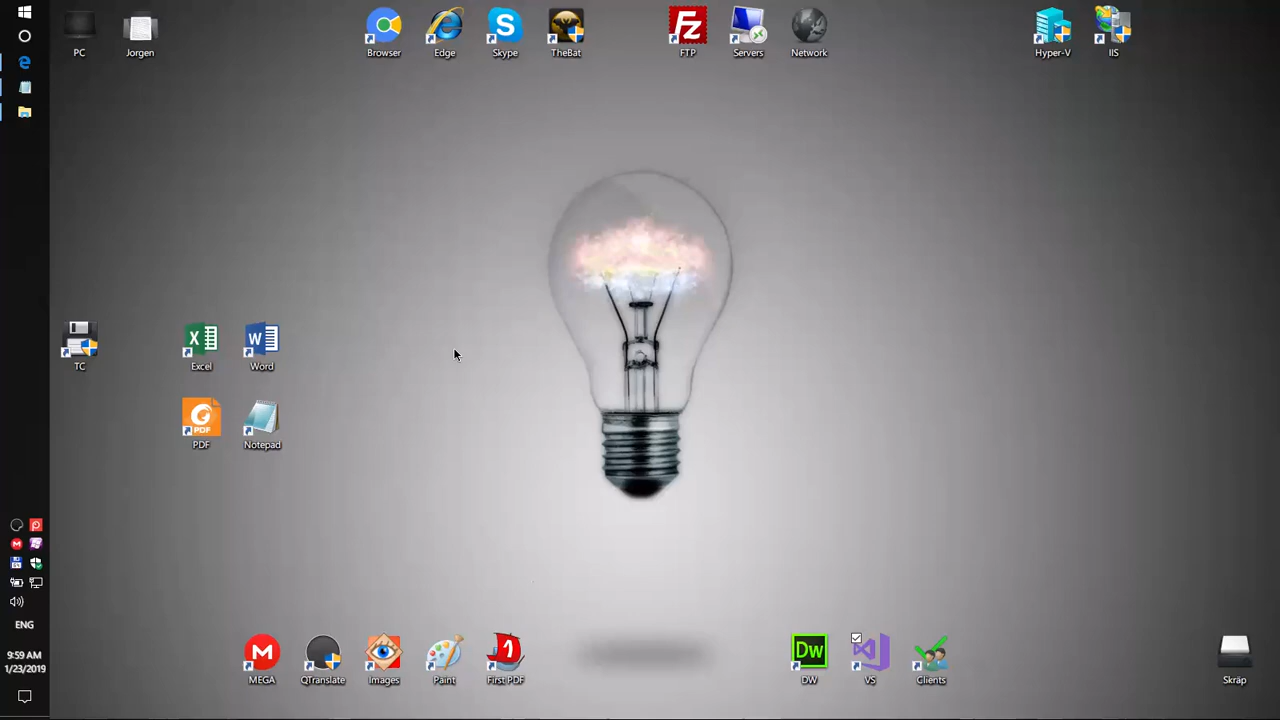 PC
Jorgen
Browser
Edge
Skype
TheBat
FTP
Servers
Network
Hyper-V
IIS
TC
Excel
Word
PDF
Notepad
ENG
9:59 AM
1/23/2019
MEGA
QTranslate
Images
Paint
First PDF
DW
VS
Clients
Skräp